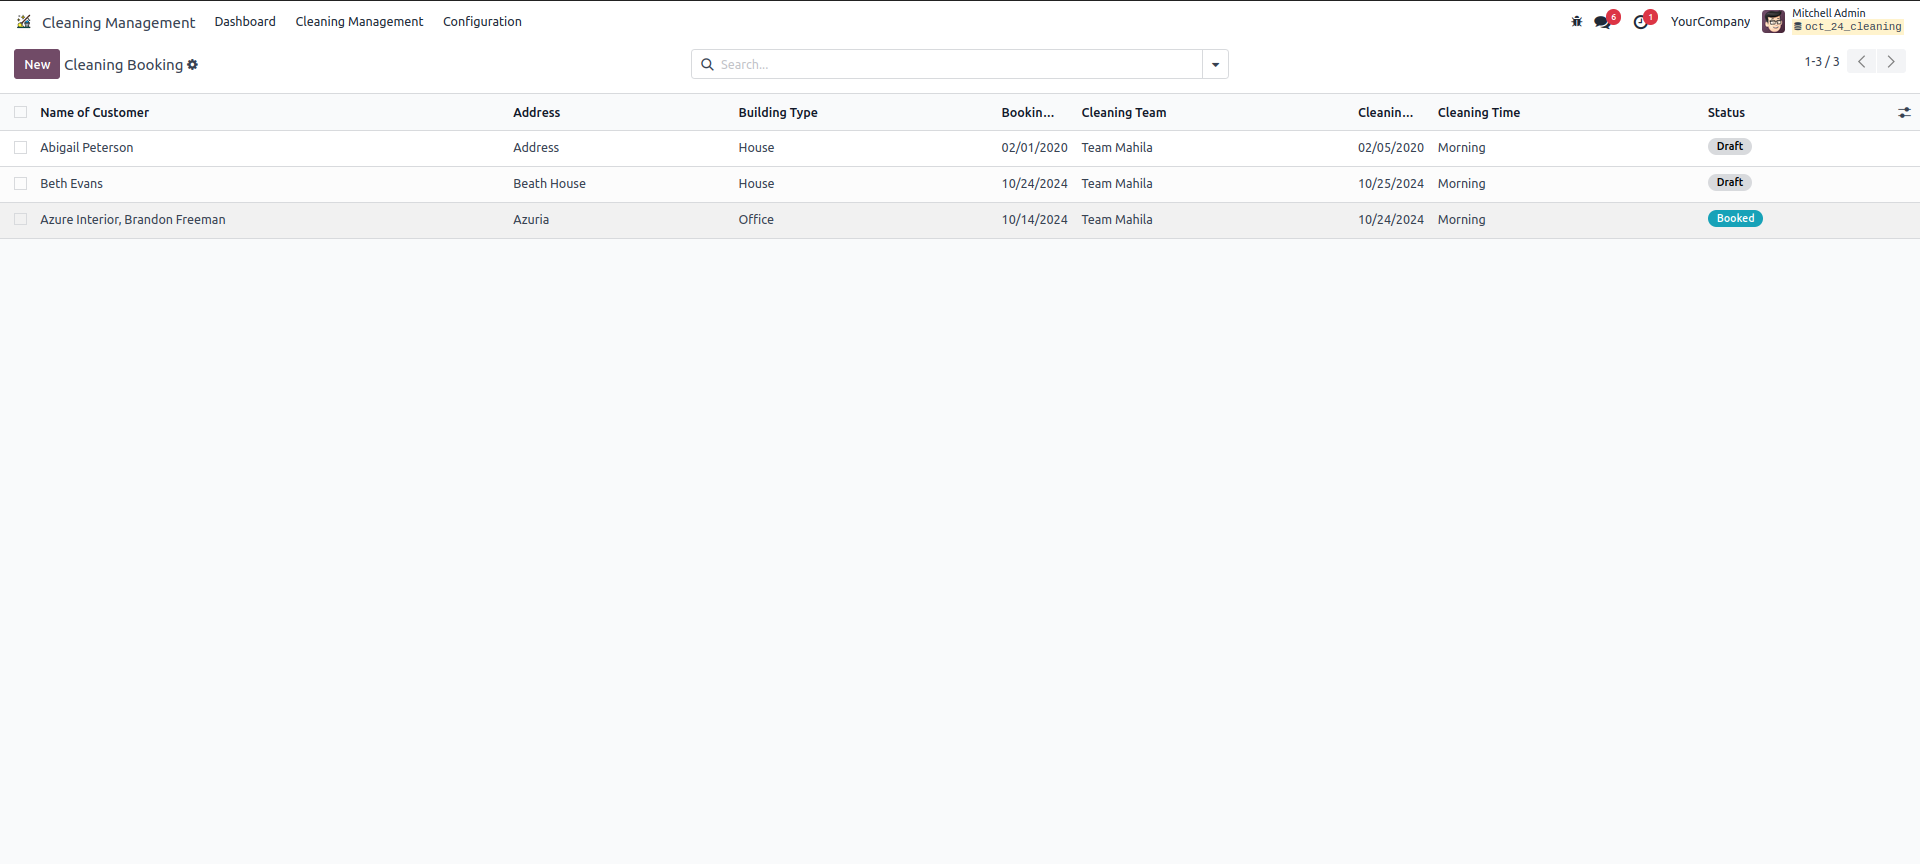 Cleaning Management Dashboard Cleaning Management Configuration 6 1 YourCompany Mitchell Admin
oct_24_cleaning
New Cleaning Booking Search... 1-3 / 3
Name of Customer Address Building Type Bookin... Cleaning Team Cleanin... Cleaning Time Status
Abigail Peterson Address House 02/01/2020 Team Mahila 02/05/2020 Morning Draft
Beth Evans Beath House House 10/24/2024 Team Mahila 10/25/2024 Morning Draft
Azure Interior, Brandon Freeman Azuria Office 10/14/2024 Team Mahila 10/24/2024 Morning Booked